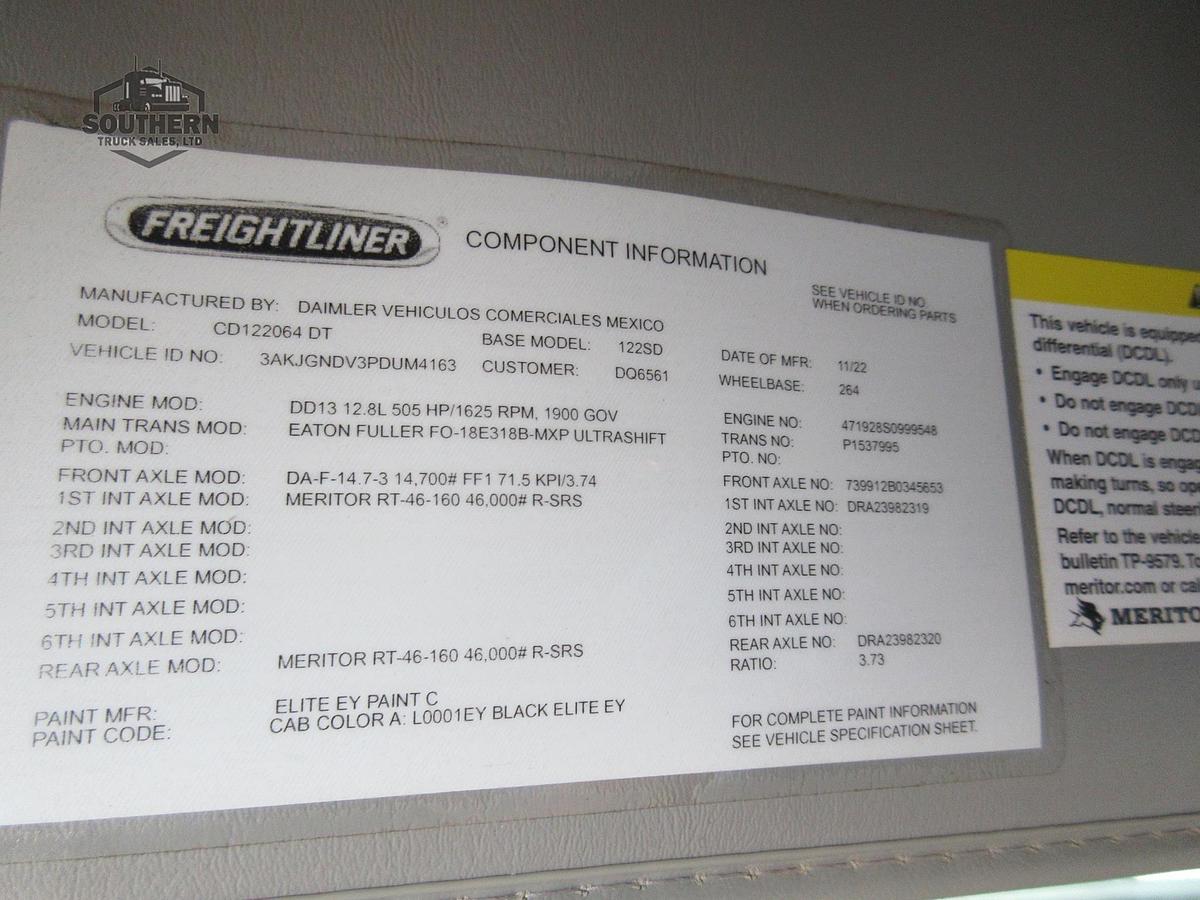 SOUTHERN
TRUCK SALES, LTD
FREIGHTLINER®
COMPONENT INFORMATION
SEE VEHICLE ID NO.
WHEN ORDERING PARTS
MANUFACTURED BY: DAIMLER VEHICULOS COMERCIALES MEXICO
MODEL: CD122064 DT BASE MODEL: 122SD
VEHICLE ID NO: 3AKJGNDV3PDUM4163 CUSTOMER: DQ6561
DATE OF MFR: 11/22
WHEELBASE: 264
ENGINE MOD: DD13 12.8L 505 HP/1625 RPM, 1900 GOV
MAIN TRANS MOD: EATON FULLER FO-18E318B-MXP ULTRASHIFT
PTO. MOD:
FRONT AXLE MOD: DA-F-14.7-3 14,700# FF1 71.5 KPI/3.74
1ST INT AXLE MOD: MERITOR RT-46-160 46,000# R-SRS
2ND INT AXLE MOD:
3RD INT AXLE MOD:
4TH INT AXLE MOD:
5TH INT AXLE MOD:
6TH INT AXLE MOD:
REAR AXLE MOD: MERITOR RT-46-160 46,000# R-SRS
PAINT MFR: ELITE EY PAINT C
PAINT CODE: CAB COLOR A: L0001EY BLACK ELITE EY
ENGINE NO: 471928S0999548
TRANS NO: P1537995
PTO. NO:
FRONT AXLE NO: 739912B0345653
1ST INT AXLE NO: DRA23982319
2ND INT AXLE NO:
3RD INT AXLE NO:
4TH INT AXLE NO:
5TH INT AXLE NO:
6TH INT AXLE NO:
REAR AXLE NO: DRA23982320
RATIO: 3.73
FOR COMPLETE PAINT INFORMATION
SEE VEHICLE SPECIFICATION SHEET.
This vehicle is equipped
differential (DCDL).
• Engage DCDL only
• Do not engage
• Do not engage
When DCDL is
making turns, so
DCDL, normal
Refer to the vehicle
bulletin TP-9579.
meritor.com or